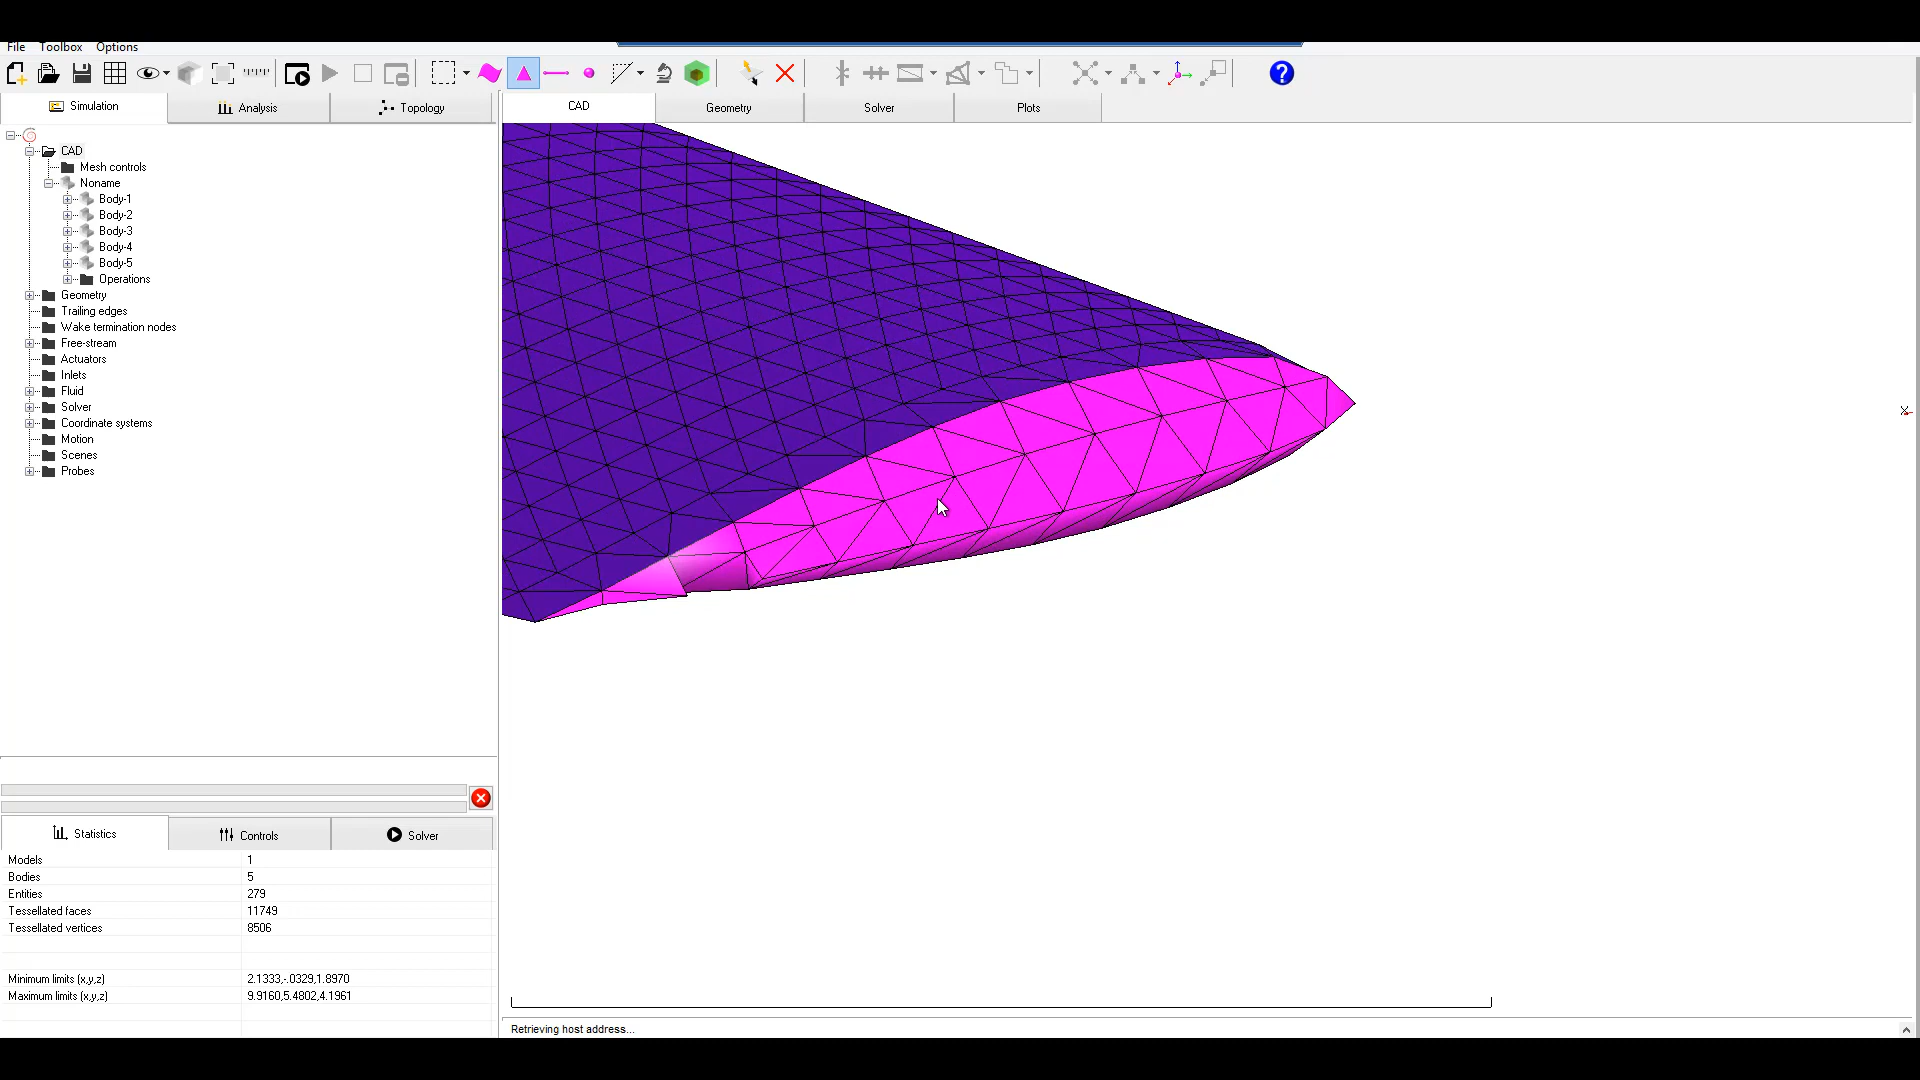 File Toolbox Options
Simulation Analysis Topology
CAD Geometry Solver Plots
CAD
Mesh controls
Noname
Body-1
Body-2
Body-3
Body-4
Body-5
Operations
Geometry
Trailing edges
Wake termination nodes
Free-stream
Actuators
Inlets
Fluid
Solver
Coordinate systems
Motion
Scenes
Probes
Statistics Controls Solver
Models 1
Bodies 5
Entities 279
Tessellated faces 11749
Tessellated vertices 8506
Minimum limits (x,y,z) 2.1333,-.0329,1.8970
Maximum limits (x,y,z) 9.9160,5.4802,4.1961
Retrieving host address...